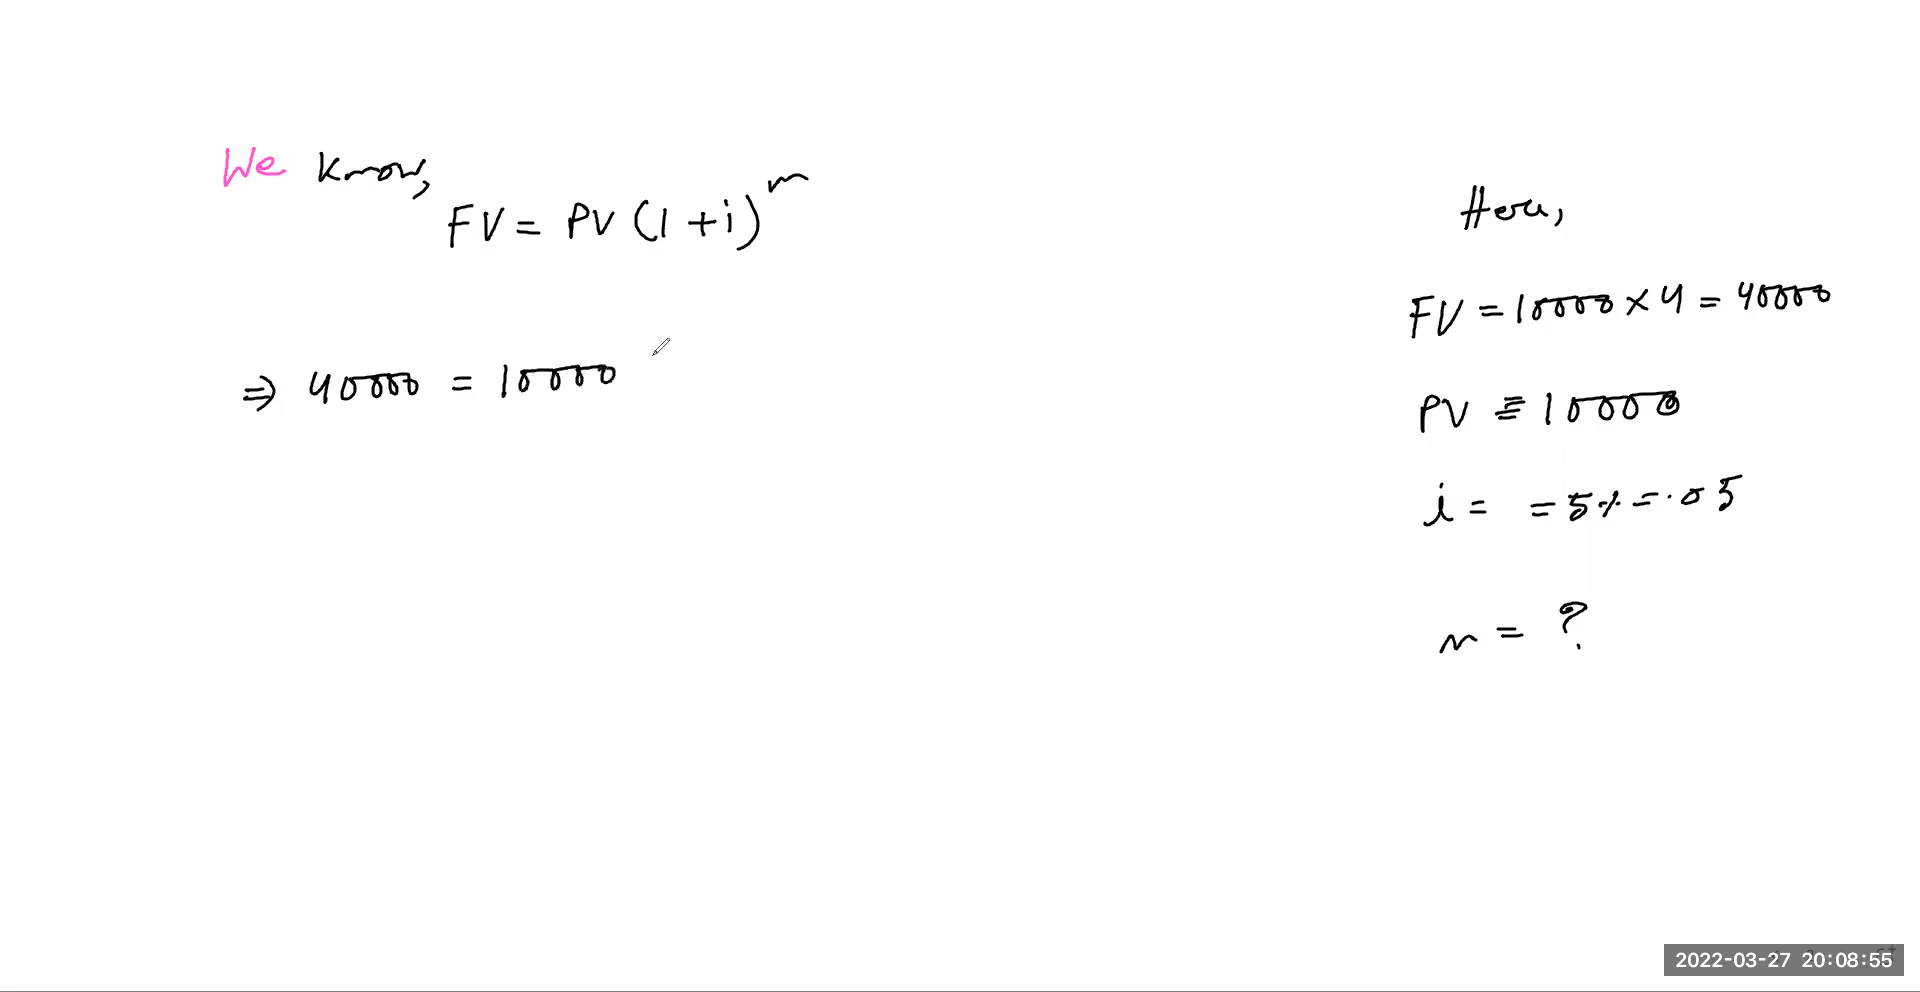 We know,
FV = PV (1 + i)^n
⇒ 40000 = 10000
Here,
FV = 10000 × 4 = 40000
PV = 10000
i = = 5% = .05
n = ?
2022-03-27 20:08:55